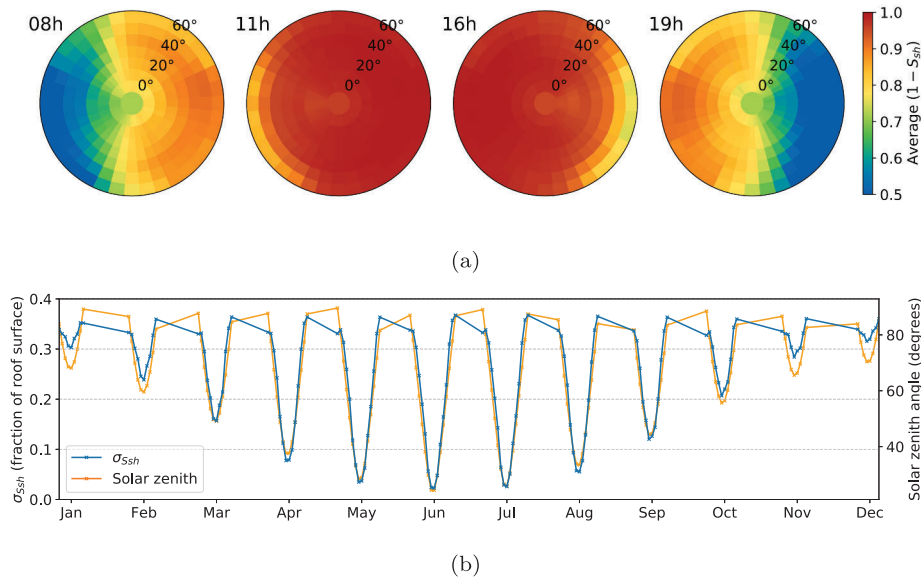 08h 60° 40° 20° 0°
11h 60° 40° 20° 0°
16h 60° 40° 20° 0°
19h 60° 40° 20° 0°
1.0
0.9
0.8
0.7
0.6
0.5
Average (1 − S_sh)
(a)
σ_Ssh (fraction of roof surface)
0.4
0.3
0.2
0.1
0.0
σ_Ssh
Solar zenith
80
60
40
Solar zenith angle (degrees)
Jan Feb Mar Apr May Jun Jul Aug Sep Oct Nov Dec
(b)